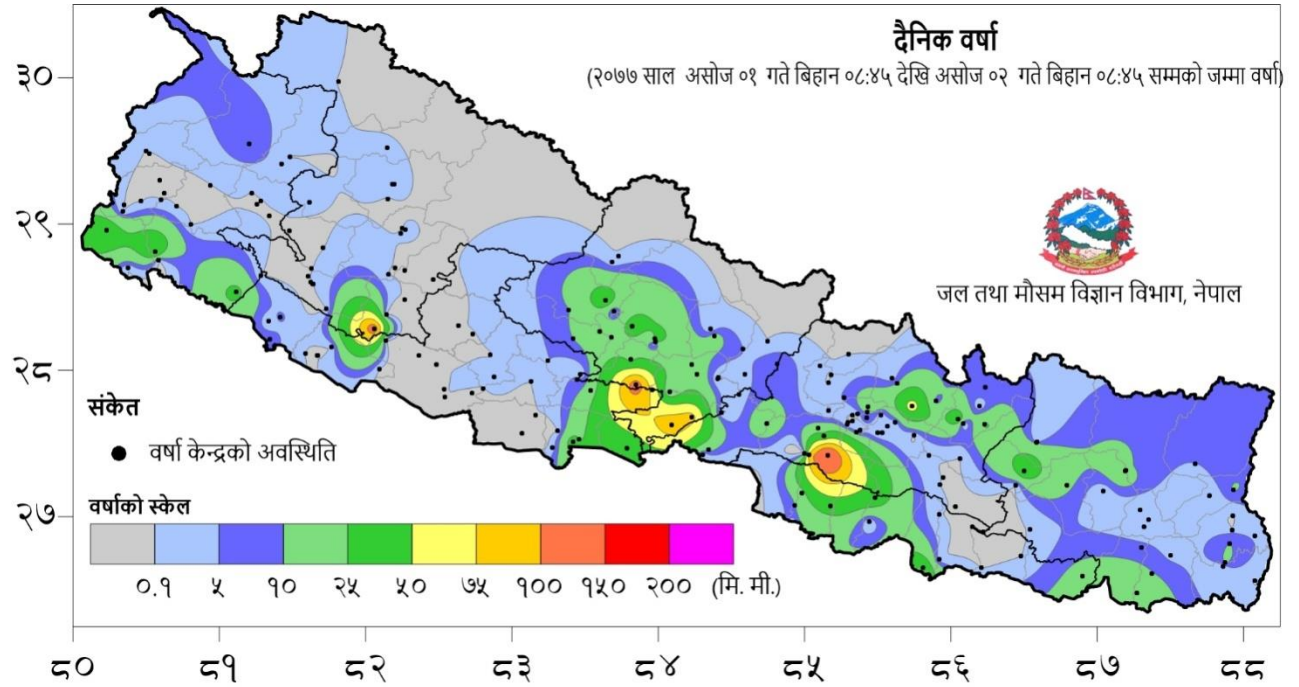 दैनिक वर्षा
(२०७७ साल असोज ०१ गते बिहान ०८:४५ देखि असोज ०२ गते बिहान ०८:४५ सम्मको जम्मा वर्षा)
३०
२९
२८
२७
जल तथा मौसम विज्ञान विभाग, नेपाल
संकेत
वर्षा केन्द्रको अवस्थिति
वर्षाको स्केल
०.१ ५ १० २५ ५० ७५ १०० १५० २०० (मि. मी.)
८० ८१ ८२ ८३ ८४ ८५ ८६ ८७ ८८